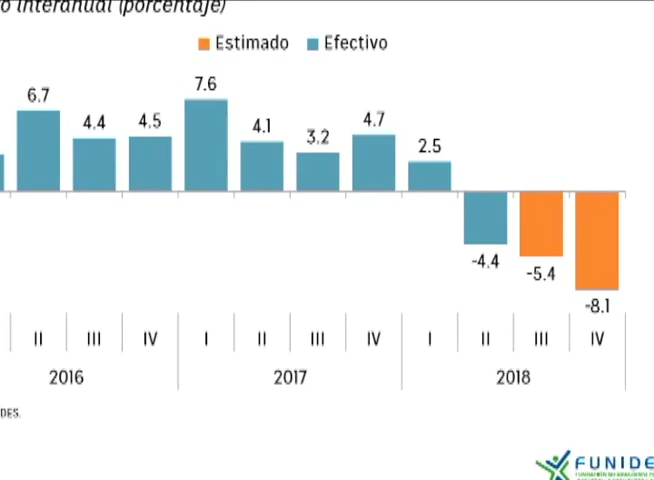 interanual (porcentaje)
Estimado Efectivo
6.7 4.4 4.5 7.6 4.1 3.2 4.7 2.5
-4.4 -5.4 -8.1
II III IV I II III IV I II III IV
2016 2017 2018
DES.
FUNIDE